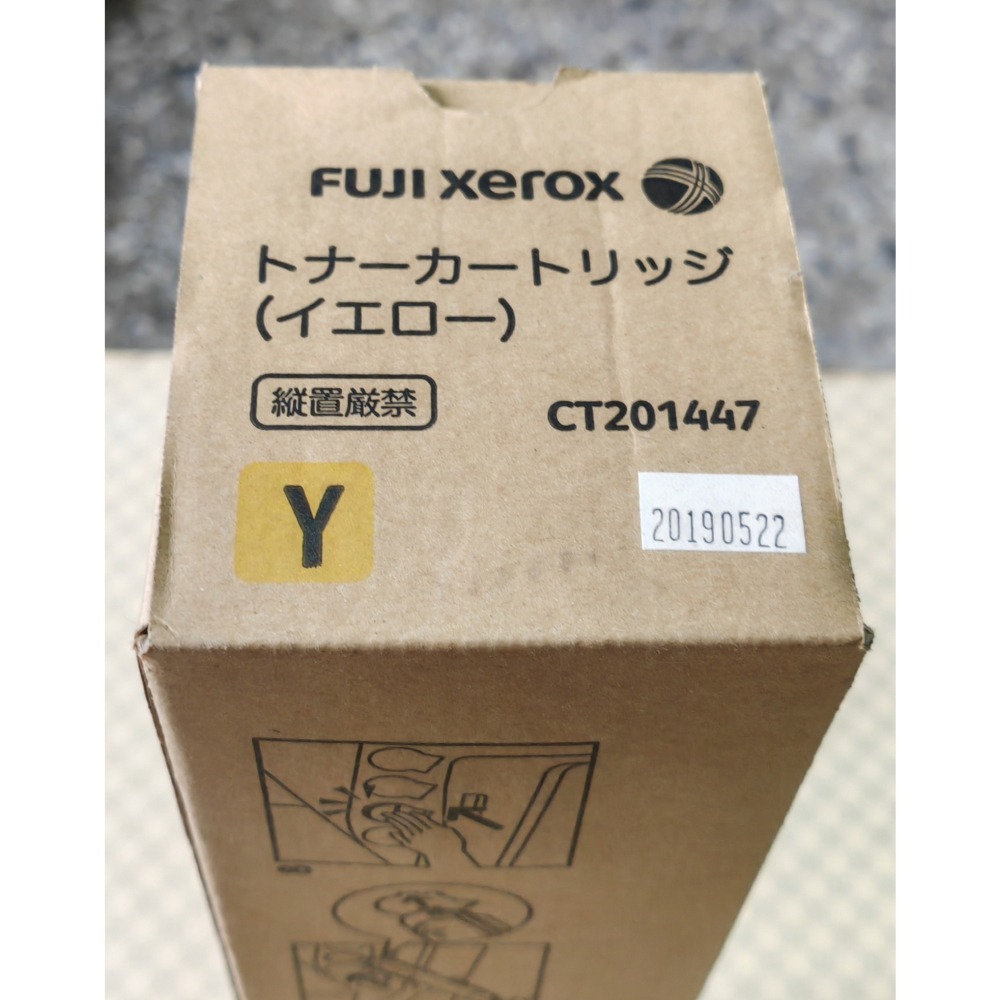 FUJI xerox
トナーカートリッジ
(イエロー)
縦置厳禁
CT201447
Y
20190522